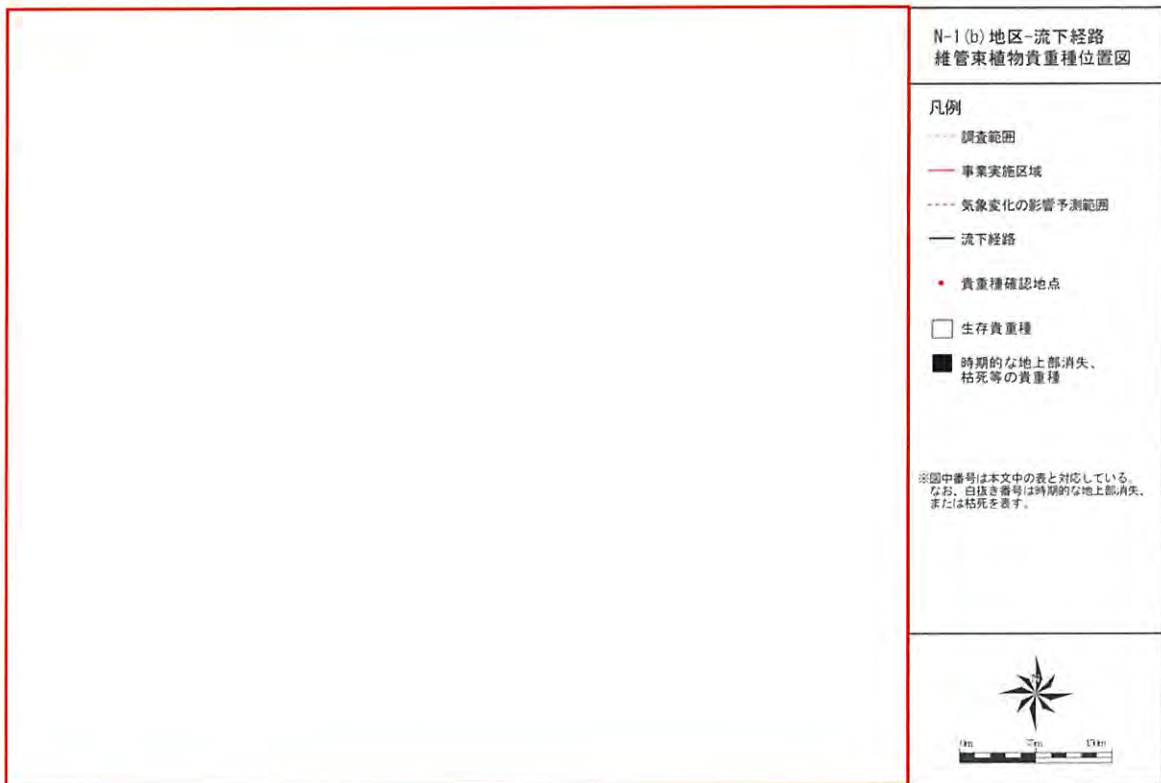 N-1(b)地区-流下経路
維管束植物貴重種位置図
凡例
調査範囲
事業実施区域
気象変化の影響予測範囲
流下経路
貴重種確認地点
生存貴重種
時期的な地上部消失、
枯死等の貴重種
※図中番号は本文中の表と対応している。
なお、白抜き番号は時期的な地上部消失、
または枯死を表す。
N
0m 75m 150m